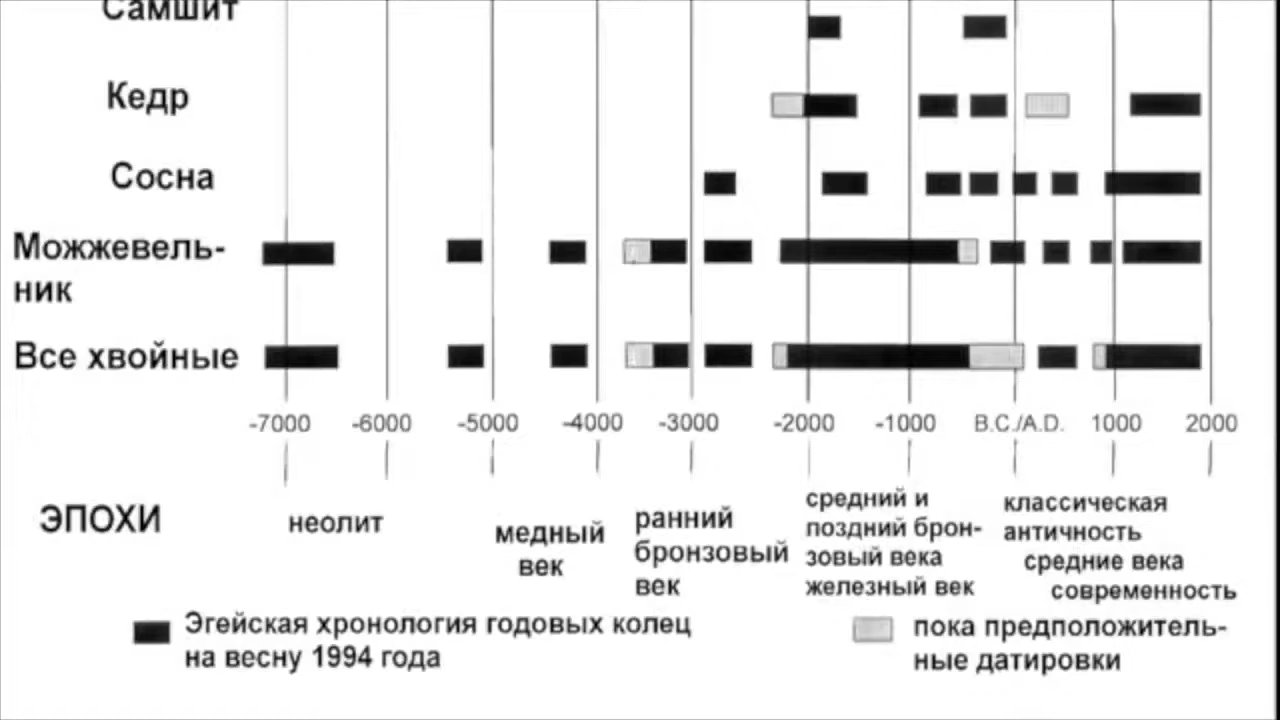 Самшит
Кедр
Сосна
Можжевель-
ник
Все хвойные
-7000 -6000 -5000 -4000 -3000 -2000 -1000 B.C./A.D. 1000 2000
ЭПОХИ
неолит
медный
век
ранний
бронзовый
век
средний и
поздний брон-
зовый века
железный век
классическая
античность
средние века
современность
Эгейская хронология годовых колец
на весну 1994 года
пока предположитель-
ные датировки